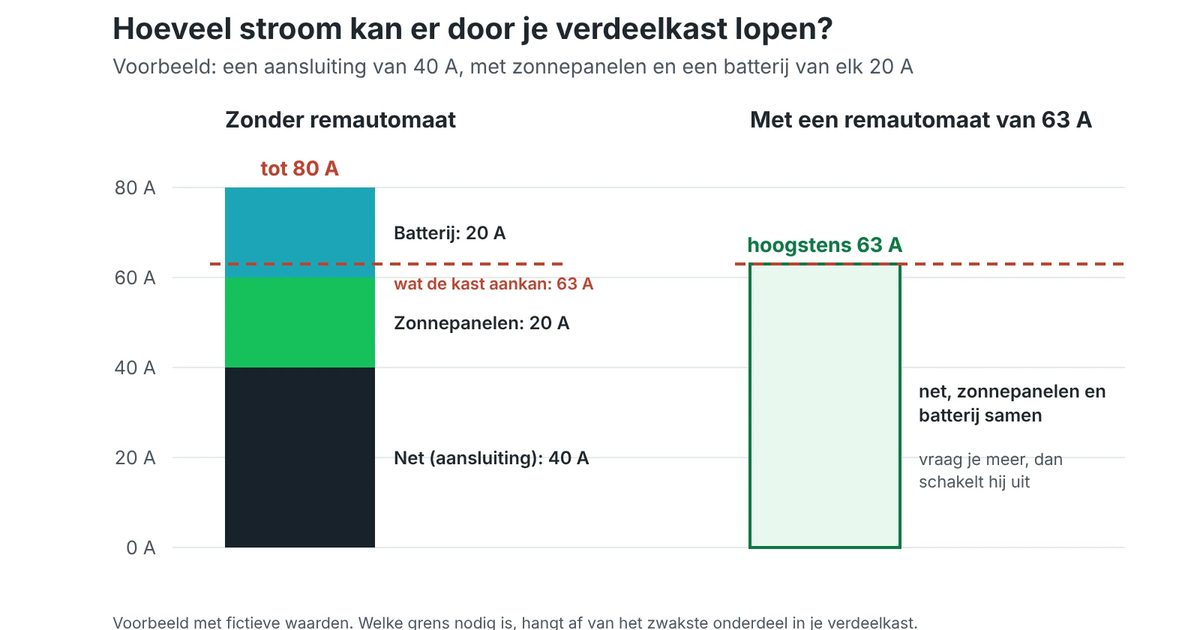 Hoeveel stroom kan er door je verdeelkast lopen?
Voorbeeld: een aansluiting van 40 A, met zonnepanelen en een batterij van elk 20 A
Zonder remautomaat
Met een remautomaat van 63 A
tot 80 A
80 A
Batterij: 20 A
hoogstens 63 A
60 A
wat de kast aankan: 63 A
Zonnepanelen: 20 A
40 A
net, zonnepanelen en
batterij samen
20 A
Net (aansluiting): 40 A
vraag je meer, dan
schakelt hij uit
0 A
Voorbeeld met fictieve waarden. Welke grens nodig is, hangt af van het zwakste onderdeel in je verdeelkast.